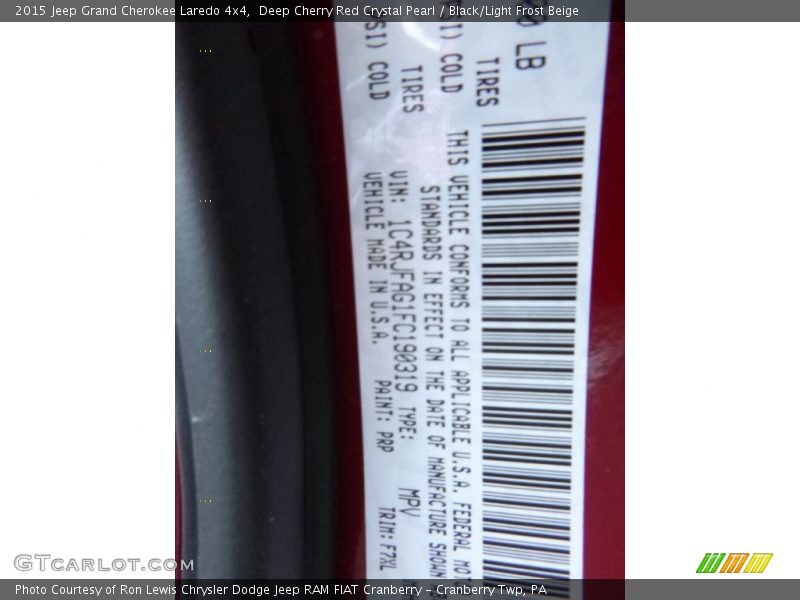 2015 Jeep Grand Cherokee Laredo 4x4,  Deep Cherry Red Crystal Pearl / Black/Light Frost Beige
LB
TIRES
SI) COLD
TIRES
SI) COLD
THIS VEHICLE CONFORMS TO ALL APPLICABLE U.S.A. FEDERAL
STANDARDS IN EFFECT ON THE DATE OF MANUFACTURE SHOWN
VIN: 1C4RJFAG1FC190319 TYPE: MPV
VEHICLE MADE IN U.S.A. PAINT: PRP TRIM: F7XL
GTCARLOT.COM
Photo Courtesy of Ron Lewis Chrysler Dodge Jeep RAM FIAT Cranberry - Cranberry Twp, PA